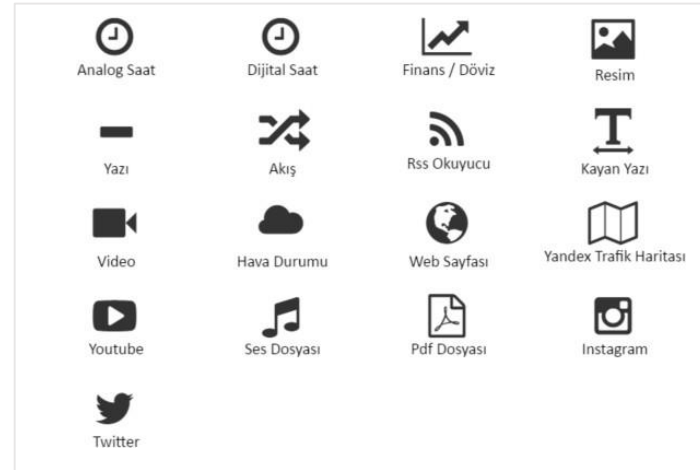 Analog Saat
Dijital Saat
Finans / Döviz
Resim
Yazı
Akış
Rss Okuyucu
Kayan Yazı
Video
Hava Durumu
Web Sayfası
Yandex Trafik Haritası
Youtube
Ses Dosyası
Pdf Dosyası
Instagram
Twitter